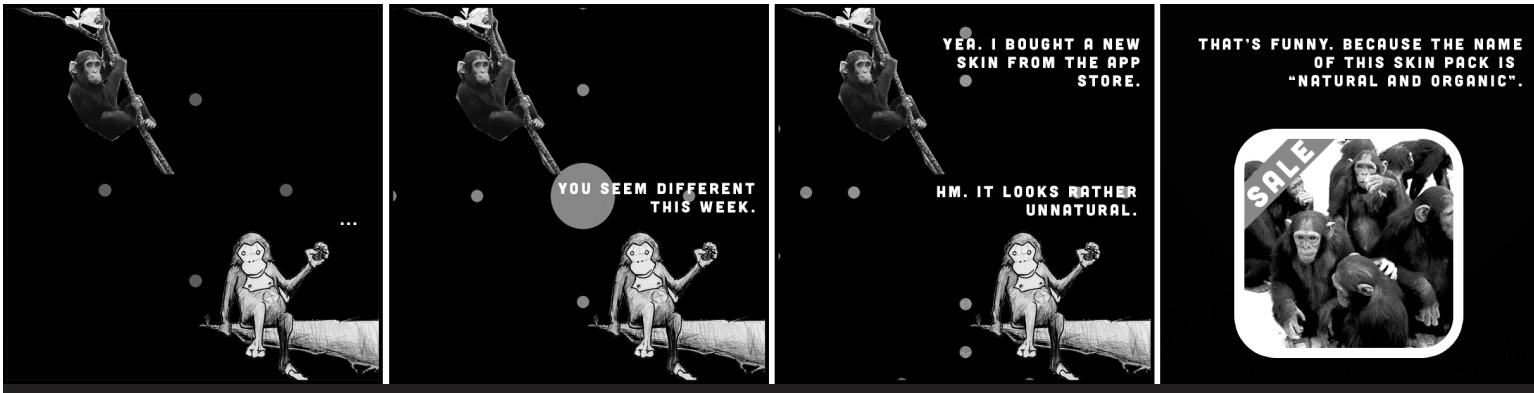 ...
YOU SEEM DIFFERENT
THIS WEEK.
YEA. I BOUGHT A NEW
SKIN FROM THE APP
STORE.
HM. IT LOOKS RATHER
UNNATURAL.
THAT'S FUNNY. BECAUSE THE NAME
OF THIS SKIN PACK IS
“NATURAL AND ORGANIC”.
SALE